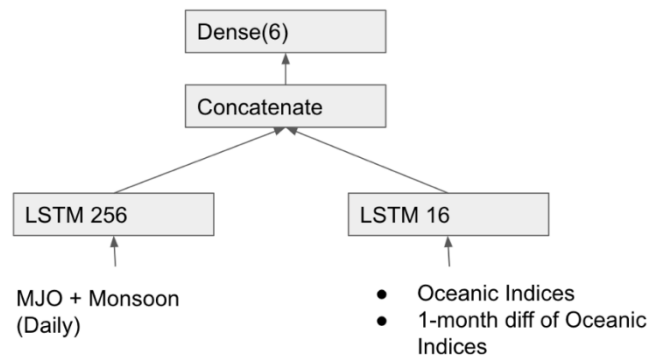 Dense(6)
Concatenate
LSTM 256
LSTM 16
MJO + Monsoon
(Daily)
● Oceanic Indices
● 1-month diff of Oceanic
Indices